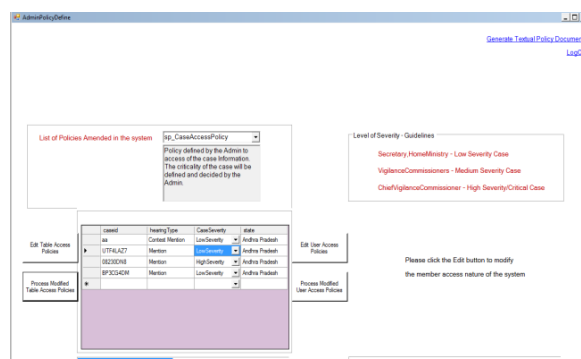 AdminPolicyDefine
Generate Textual Policy Documen
LogO
List of Policies Amended in the system
sp_CaseAccessPolicy
Policy defined by the Admin to
access of the case Information.
The criticality of the case will be
defined and decided by the
Admin.
Level of Severity - Guidelines
Secretary,HomeMinistry - Low Severity Case
VigilanceCommissioners - Medium Severity Case
ChiefVigilanceCommissioner - High Severity/Critical Case
Edit Table Access
Policies
Process Modified
Table Access Policies
caseid hearingType CaseSeverity state
aa Contest Mention LowSeverity Andhra Pradesh
UTF4LAZ7 Mention LowSeverity Andhra Pradesh
08230DN8 Mention HighSeverity Andhra Pradesh
BP3CG4DM Mention LowSeverity Andhra Pradesh
Edit User Access
Policies
Process Modified
User Access Policies
Please click the Edit button to modify
the member access nature of the system